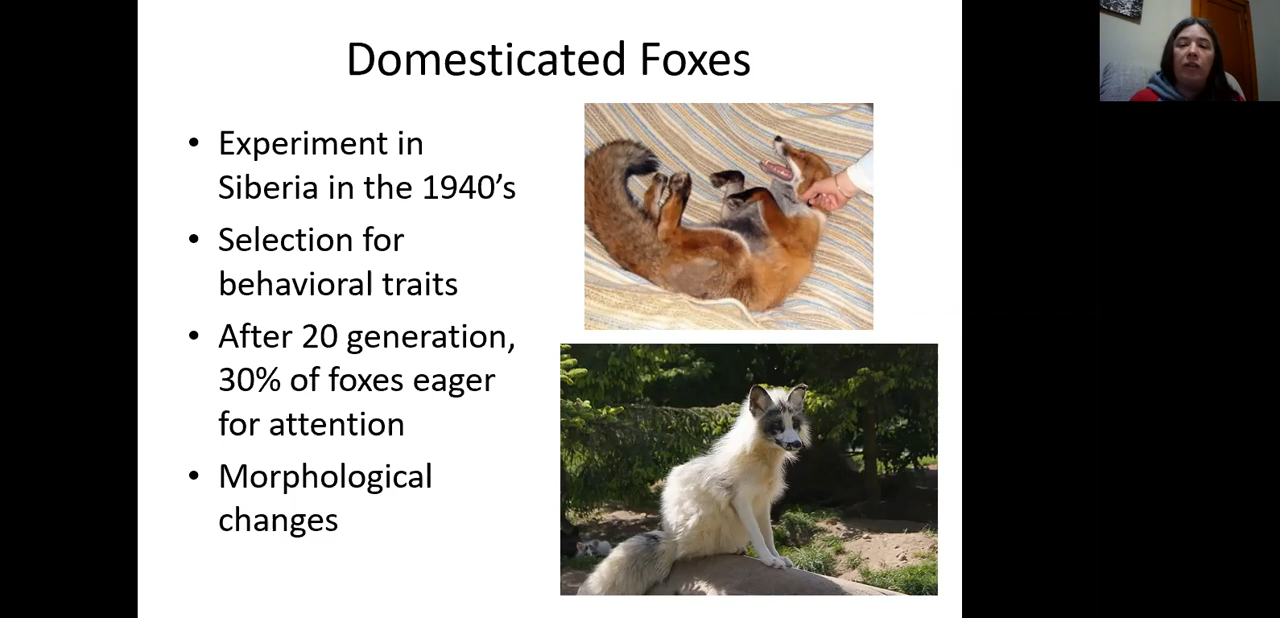 Domesticated Foxes
• Experiment in
Siberia in the 1940's
• Selection for
behavioral traits
• After 20 generation,
30% of foxes eager
for attention
• Morphological
changes